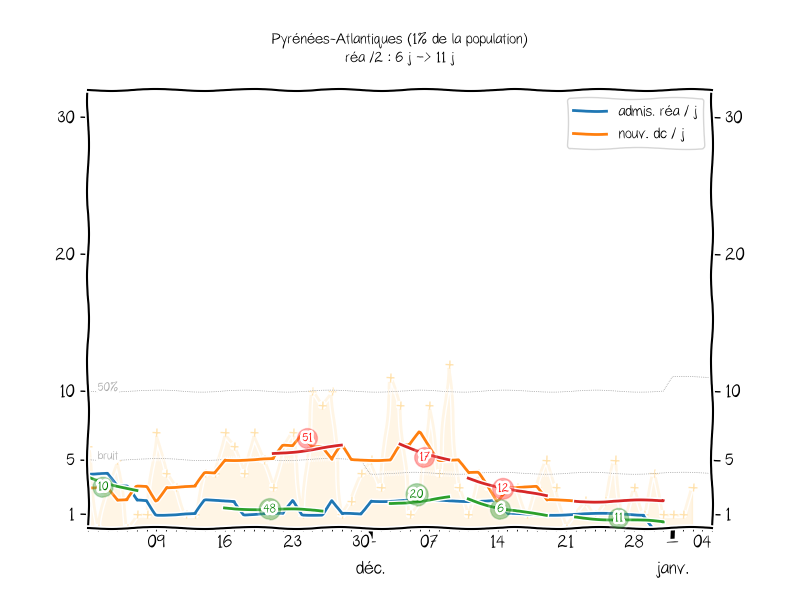 Pyrénées-Atlantiques (1% de la population)
réa /2 : 6 j -> 11 j
30
30
admis. réa / j
nouv. dc / j
20
20
10
50%
10
51
5
bruit
17
5
10
12
20
48
6
11
1
1
09 16 23 30 07 14 21 28 04
déc. janv.